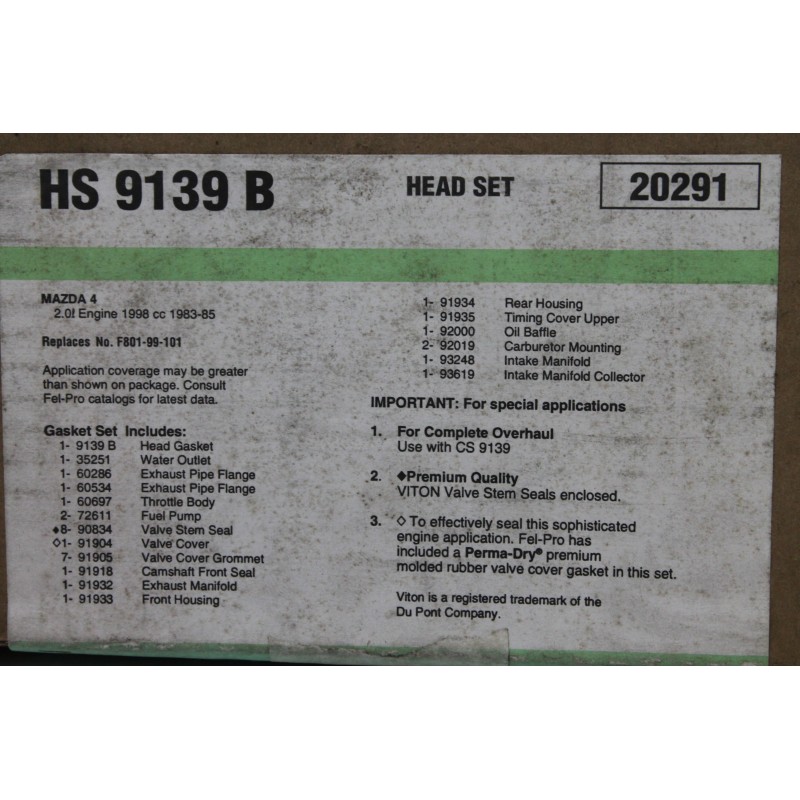 HS 9139 B
HEAD SET
20291
MAZDA 4
2.0l Engine 1998 cc 1983-85
Replaces No. F801-99-101
Application coverage may be greater
than shown on package. Consult
Fel-Pro catalogs for latest data.
Gasket Set Includes:
1- 9139 B Head Gasket
1- 35251 Water Outlet
1- 60286 Exhaust Pipe Flange
1- 60534 Exhaust Pipe Flange
1- 60697 Throttle Body
2- 72611 Fuel Pump
◆8- 90834 Valve Stem Seal
◇1- 91904 Valve Cover
7- 91905 Valve Cover Grommet
1- 91918 Camshaft Front Seal
1- 91932 Exhaust Manifold
1- 91933 Front Housing
1- 91934 Rear Housing
1- 91935 Timing Cover Upper
1- 92000 Oil Baffle
2- 92019 Carburetor Mounting
1- 93248 Intake Manifold
1- 93619 Intake Manifold Collector
IMPORTANT: For special applications
1. For Complete Overhaul
Use with CS 9139
2. ◆Premium Quality
VITON Valve Stem Seals enclosed.
3. ◇ To effectively seal this sophisticated
engine application. Fel-Pro has
included a Perma-Dry® premium
molded rubber valve cover gasket in this set.
Viton is a registered trademark of the
Du Pont Company.